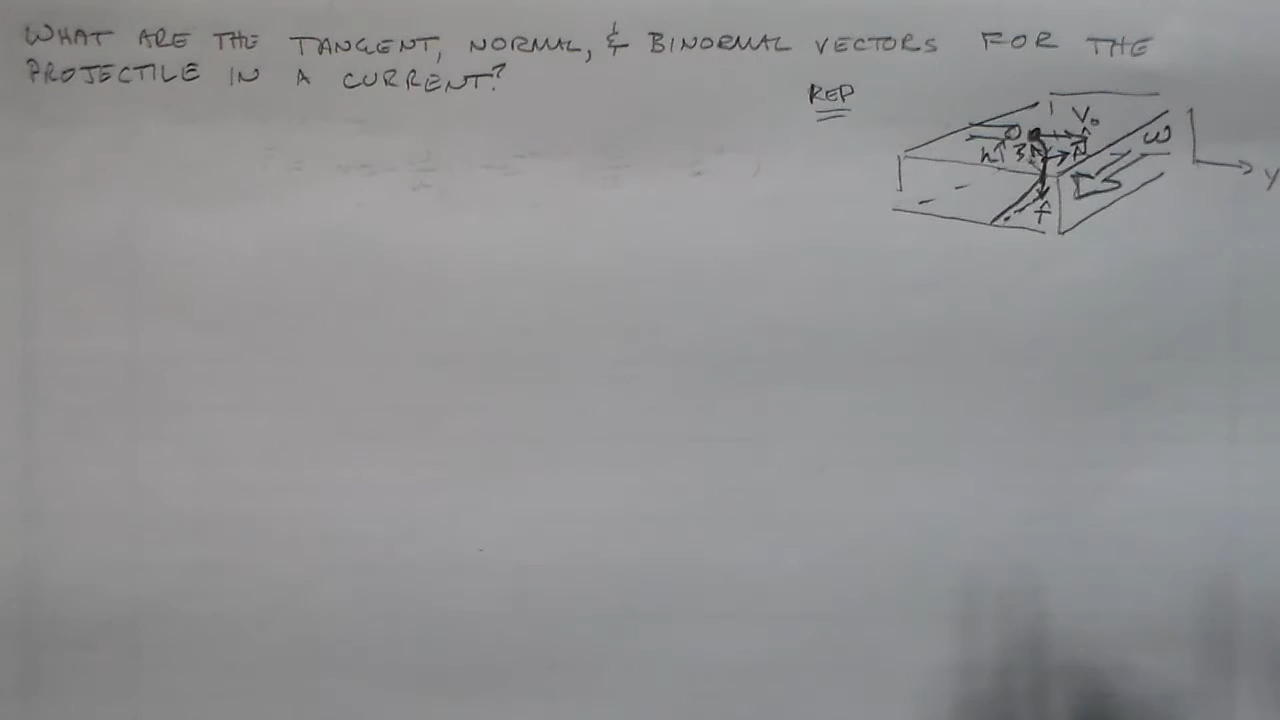 WHAT ARE THE TANGENT, NORMAL, & BINORMAL VECTORS FOR THE
PROJECTILE IN A CURRENT?
REP
V₀
ω
h
B
N
Y